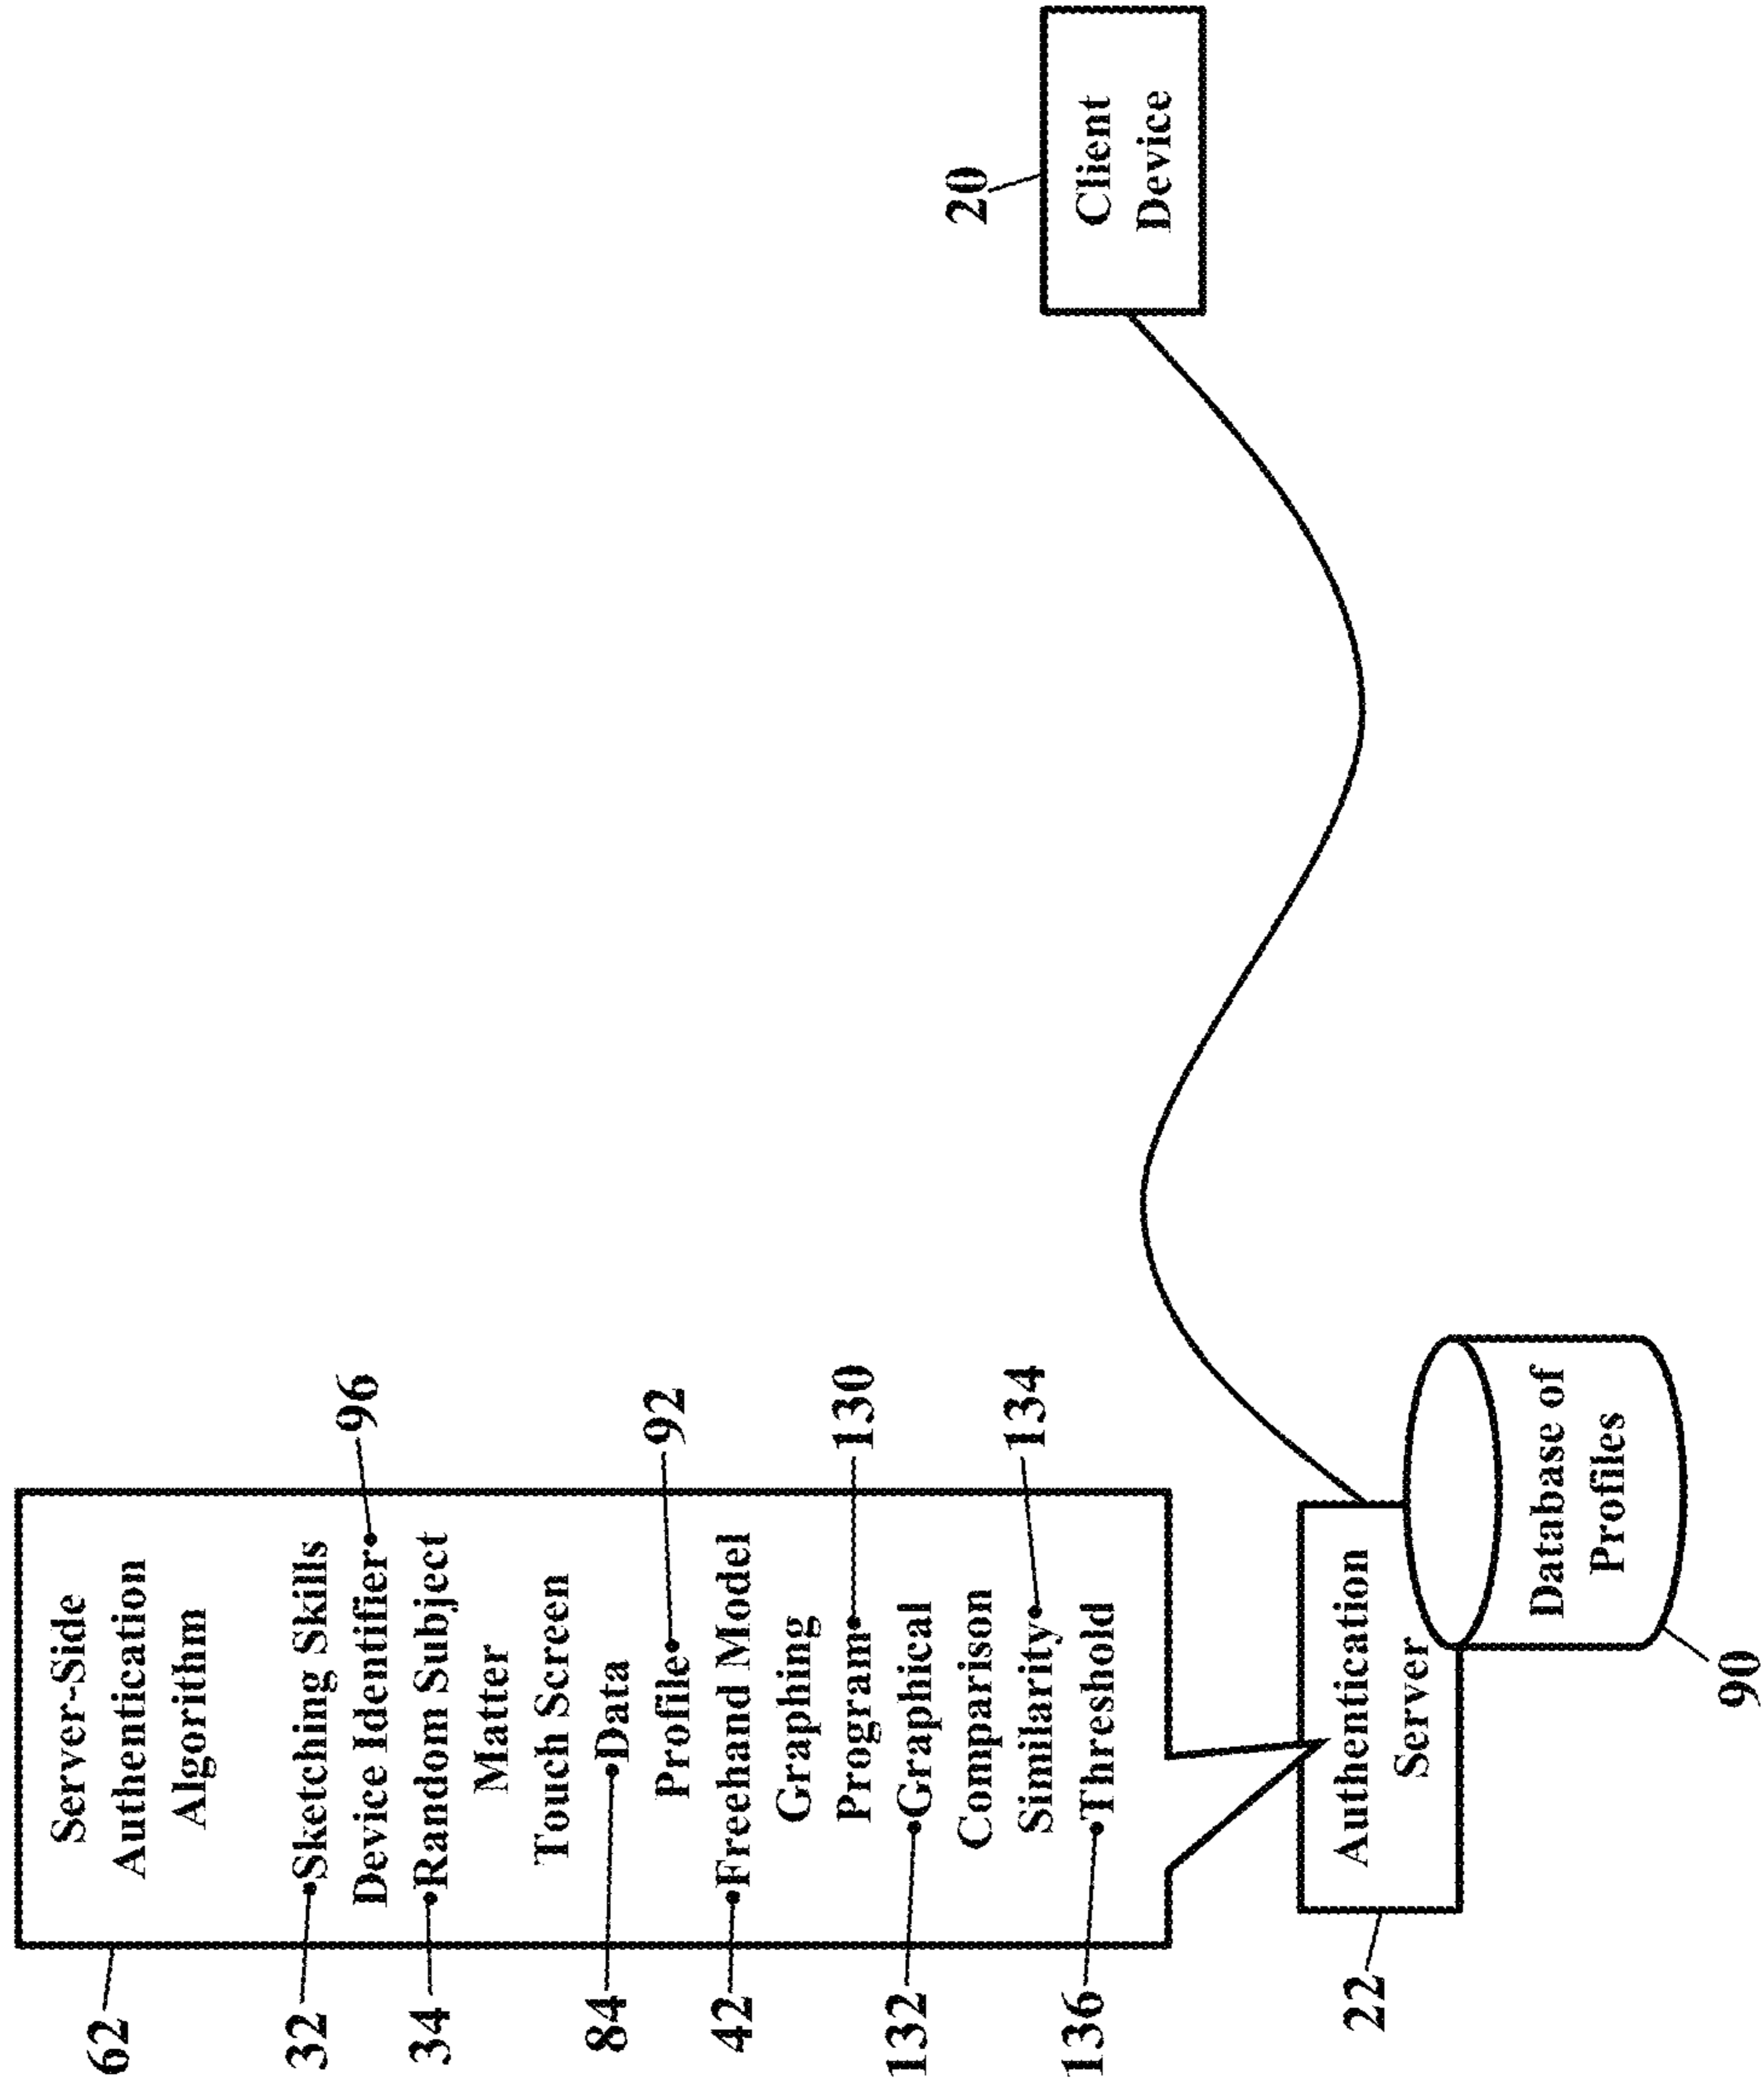 62
Server-Side
Authentication
Algorithm
32
Sketching Skills
Device Identifier
96
34
Random Subject
Matter
Touch Screen
84
Data
Profile
92
42
Freehand Model
Graphing
Program
130
132
Graphical
Comparison
Similarity
134
136
Threshold
22
Authentication
Server
Database of
Profiles
90
20
Client
Device